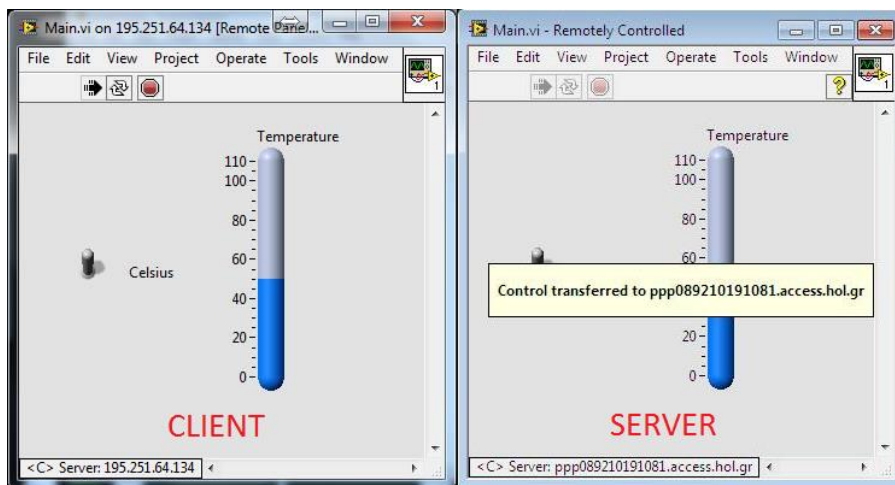 Main.vi on 195.251.64.134 [Remote Panel...
File Edit View Project Operate Tools Window
1
Temperature
110
100
80
60
40
20
0
Celsius
CLIENT
<C> Server: 195.251.64.134
Main.vi - Remotely Controlled
File Edit View Project Operate Tools Window
?
1
Temperature
110
100
80
60
Control transferred to ppp089210191081.access.hol.gr
20
0
SERVER
<C> Server: ppp089210191081.access.hol.gr